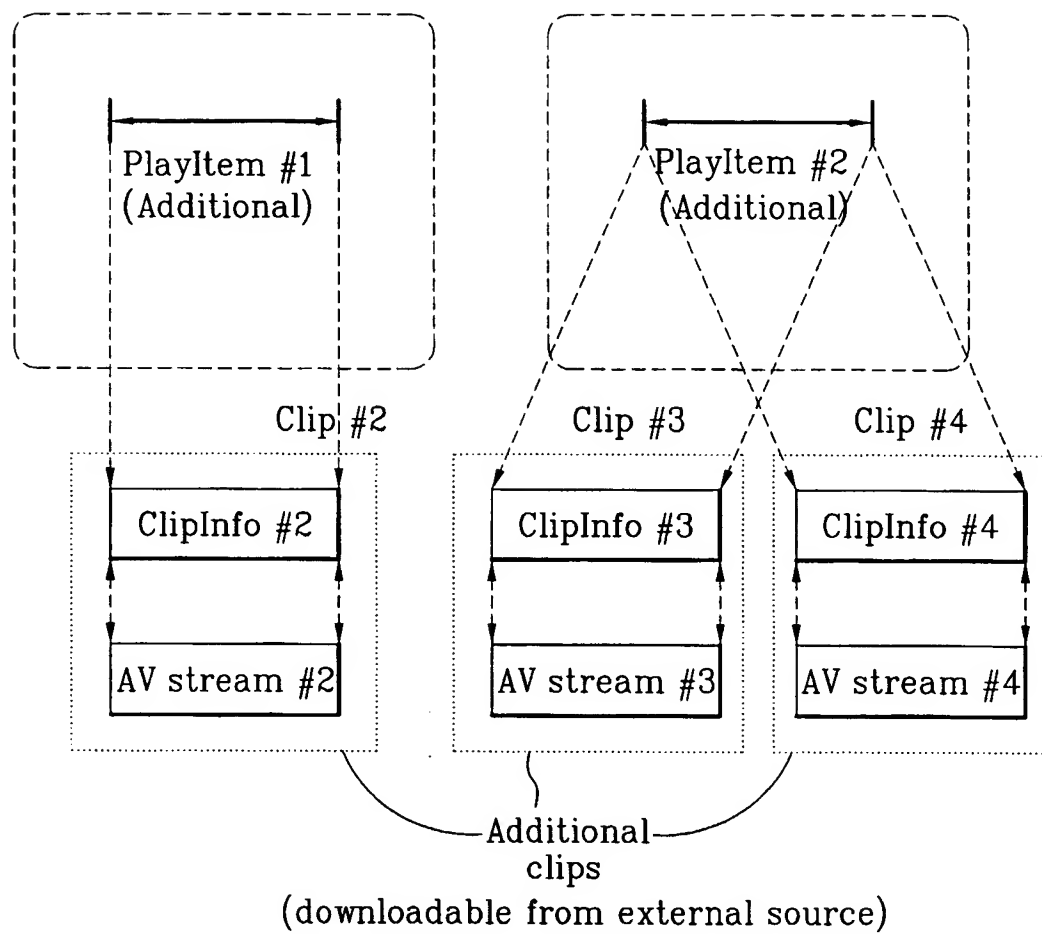 PlayItem #1
(Additional)
PlayItem #2
(Additional)
Clip #2
Clip #3
Clip #4
ClipInfo #2
ClipInfo #3
ClipInfo #4
AV stream #2
AV stream #3
AV stream #4
Additional
clips
(downloadable from external source)